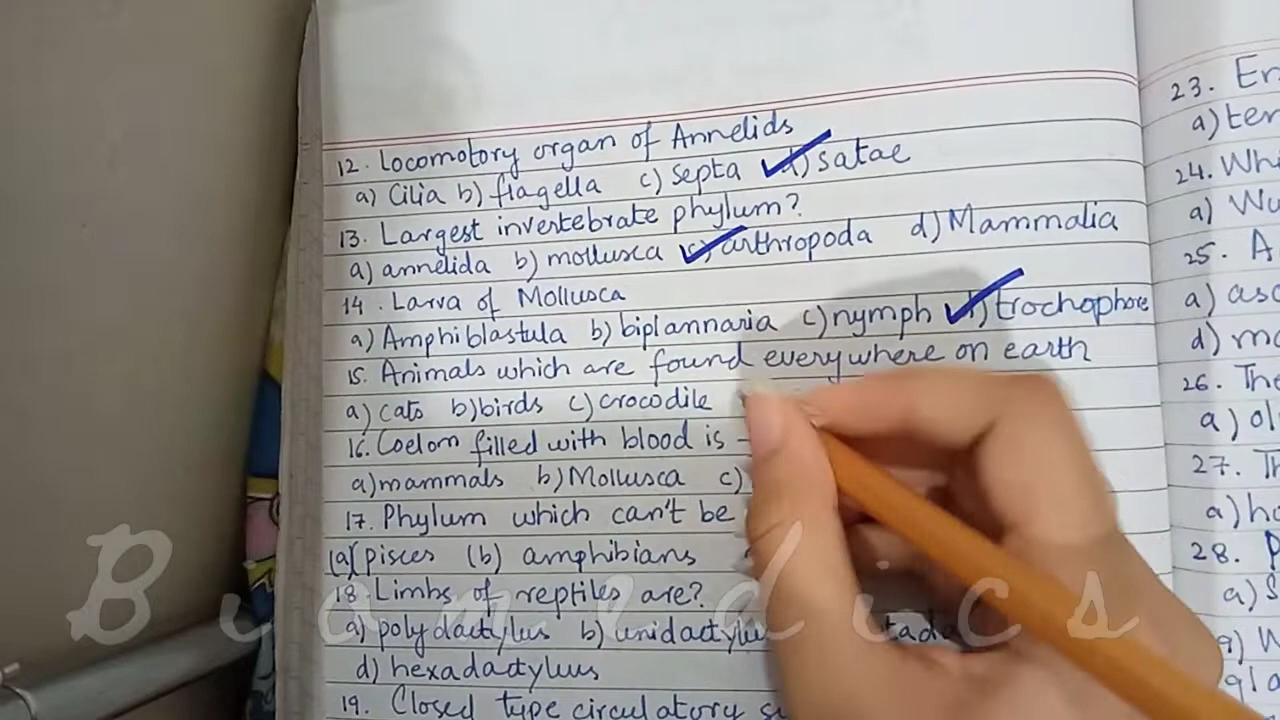 12. Locomotory organ of Annelids
a) Cilia b) flagella c) septa d) satae
13. Largest invertebrate phylum?
a) annelida b) mollusca c) arthropoda d) Mammalia
14. Larva of Mollusca
a) Amphiblastula b) biplannaria c) nymph d) trochophore
15. Animals which are found everywhere on earth
a) cats b) birds c) crocodile
16. Coelom filled with blood is
a) mammals b) Mollusca c)
17. Phylum which can't be
(a) pisces (b) amphibians
18. Limbs of reptiles are?
a) polydactylus b)
d) hexadactylus
19. Closed type circulatory
23.
a)
24.
a)
25. A
a)
d)
26. The
a)
27.
a)
28.
a)
Biomedics